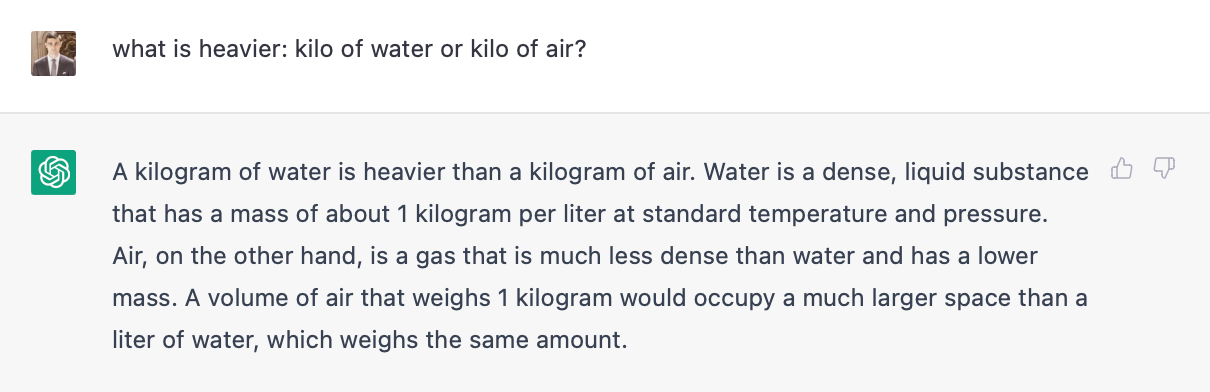 what is heavier: kilo of water or kilo of air?
A kilogram of water is heavier than a kilogram of air. Water is a dense, liquid substance
that has a mass of about 1 kilogram per liter at standard temperature and pressure.
Air, on the other hand, is a gas that is much less dense than water and has a lower
mass. A volume of air that weighs 1 kilogram would occupy a much larger space than a
liter of water, which weighs the same amount.